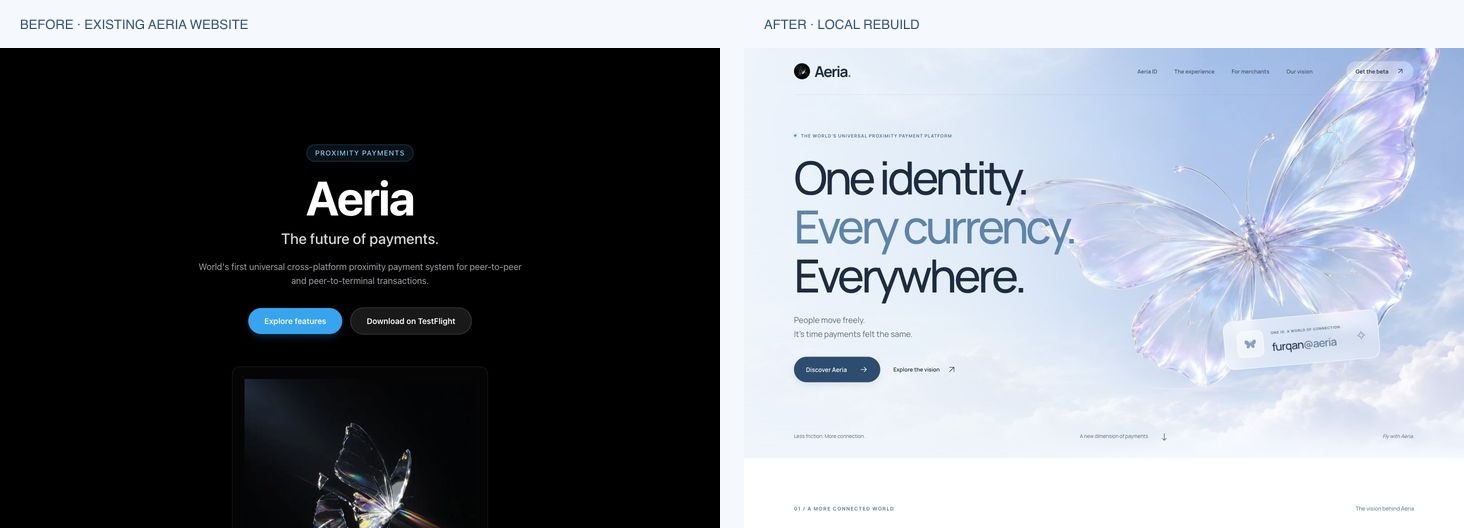 BEFORE · EXISTING AERIA WEBSITE
PROXIMITY PAYMENTS
Aeria
The future of payments.
World's first universal cross-platform proximity payment system for peer-to-peer
and peer-to-terminal transactions.
Explore features
Download on TestFlight
AFTER · LOCAL REBUILD
Aeria.
Aeria ID
The experience
For merchants
Our vision
Get the beta
THE WORLD'S UNIVERSAL PROXIMITY PAYMENT PLATFORM
One identity.
Every currency.
Everywhere.
People move freely.
It's time payments felt the same.
Discover Aeria
Explore the vision
ONE ID. A WORLD OF CONNECTION.
furqan@aeria
Less friction. More connection.
A new dimension of payments
Fly with Aeria.
01 / A MORE CONNECTED WORLD
The vision behind Aeria